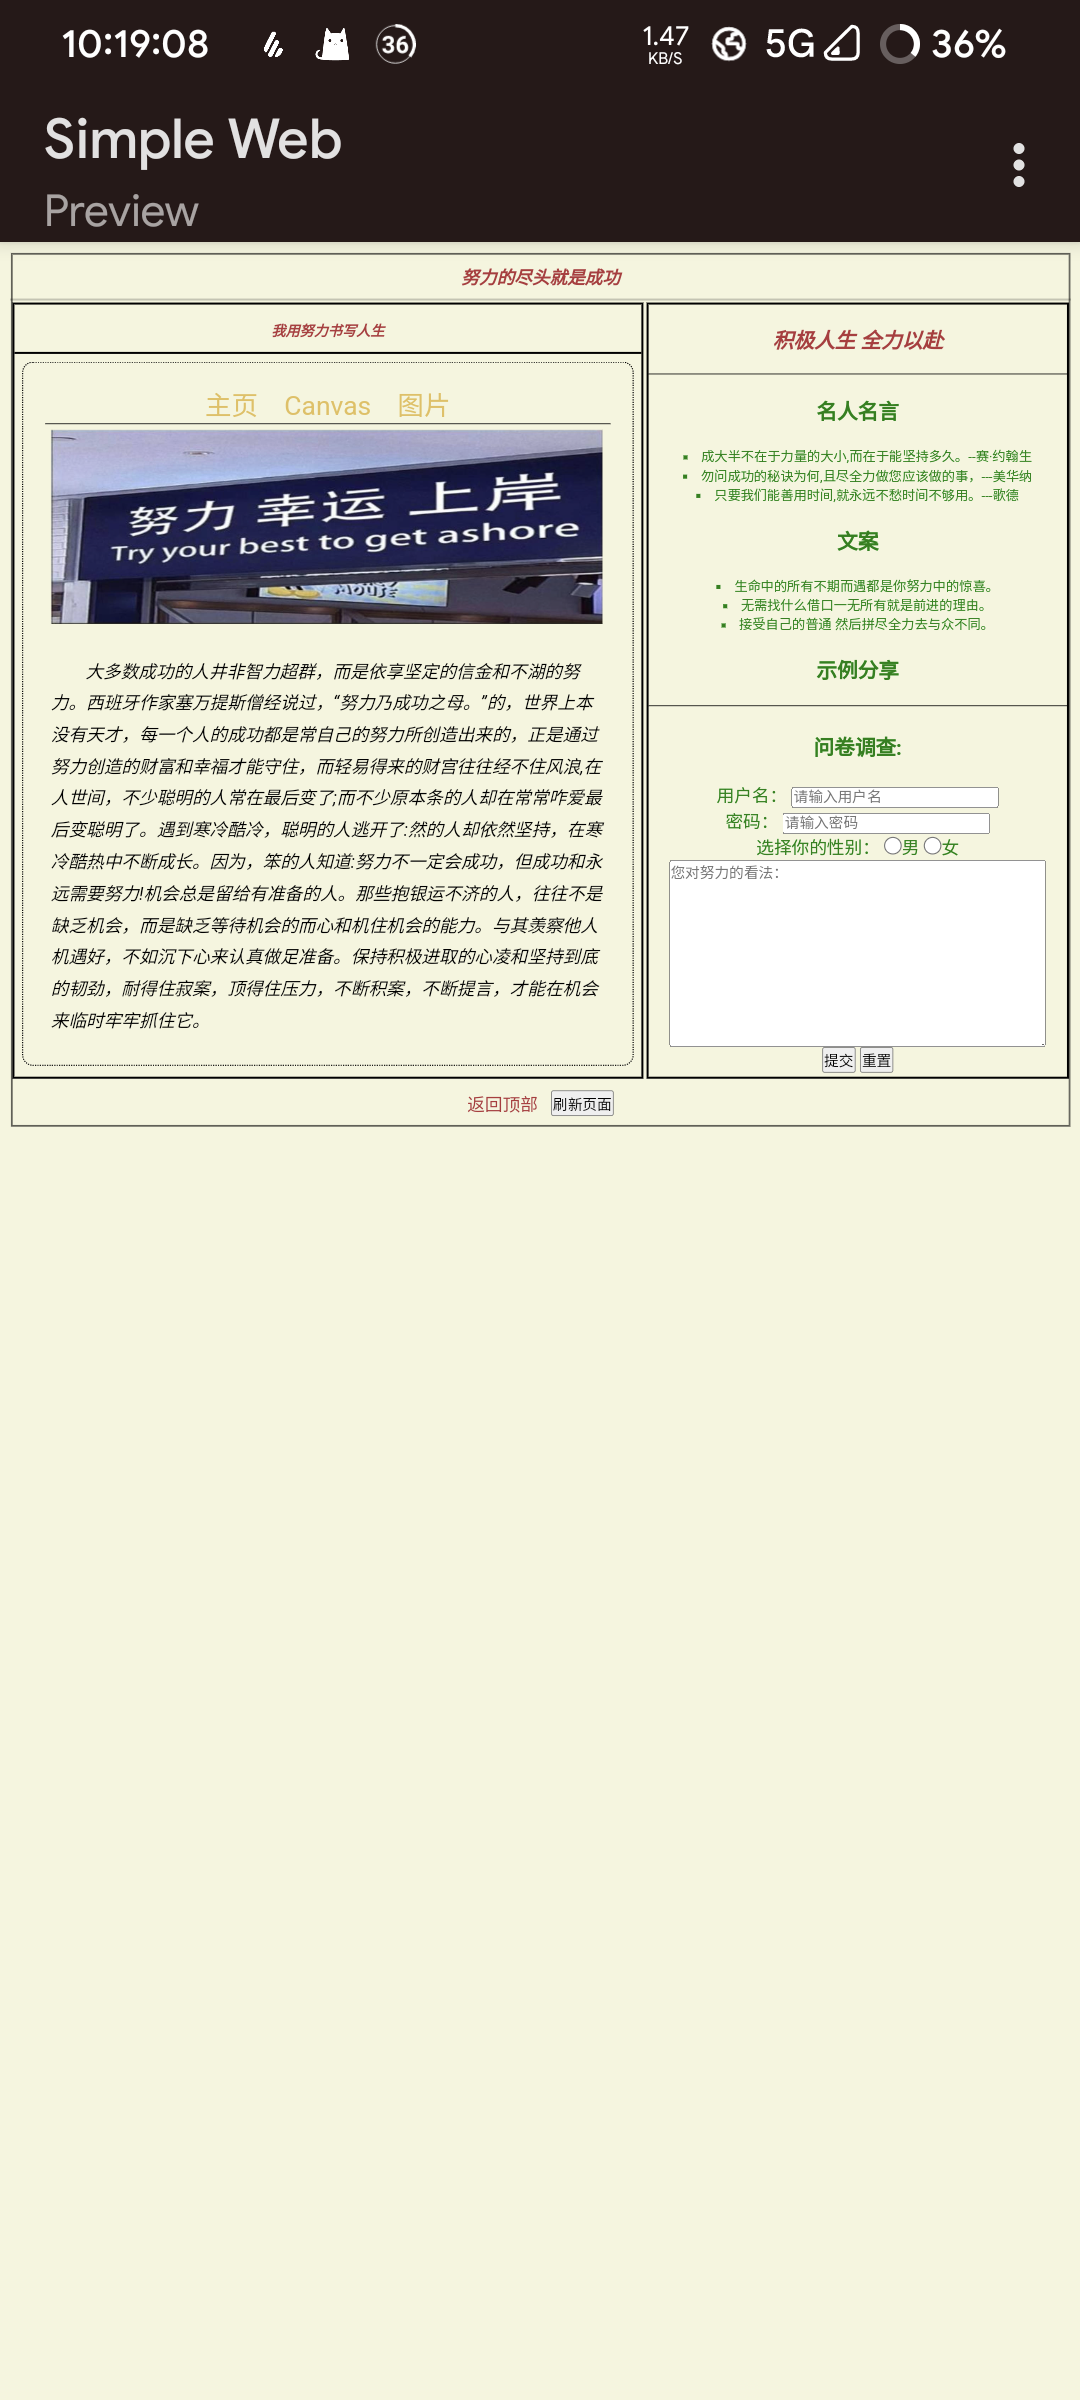 10:19:08
36
1.47
KB/S
5G
36%
Simple Web
Preview
努力的尽头就是成功
我用努力书写人生
主页 Canvas 图片
努力 幸运 上岸
Try your best to get ashore
MOUSE
大多数成功的人井非智力超群，而是依享坚定的信金和不湖的努
力。西班牙作家塞万提斯僧经说过，“努力乃成功之母。”的，世界上本
没有天才，每一个人的成功都是常自己的努力所创造出来的，正是通过
努力创造的财富和幸福才能守住，而轻易得来的财宫往往经不住风浪,在
人世间，不少聪明的人常在最后变了;而不少原本条的人却在常常咋爱最
后变聪明了。遇到寒冷酷冷，聪明的人逃开了:然的人却依然坚持，在寒
冷酷热中不断成长。因为，笨的人知道:努力不一定会成功，但成功和永
远需要努力!机会总是留给有准备的人。那些抱银运不济的人，往往不是
缺乏机会，而是缺乏等待机会的而心和机住机会的能力。与其羡察他人
机遇好，不如沉下心来认真做足准备。保持积极进取的心凌和坚持到底
的韧劲，耐得住寂案，顶得住压力，不断积案，不断提言，才能在机会
来临时牢牢抓住它。
积极人生 全力以赴
名人名言
成大半不在于力量的大小,而在于能坚持多久。--赛·约翰生
勿问成功的秘诀为何,且尽全力做您应该做的事，---美华纳
只要我们能善用时间,就永远不愁时间不够用。---歌德
文案
生命中的所有不期而遇都是你努力中的惊喜。
无需找什么借口一无所有就是前进的理由。
接受自己的普通 然后拼尽全力去与众不同。
示例分享
问卷调查:
用户名： 请输入用户名
密码： 请输入密码
选择你的性别： 男 女
您对努力的看法：
提交 重置
返回顶部 刷新页面